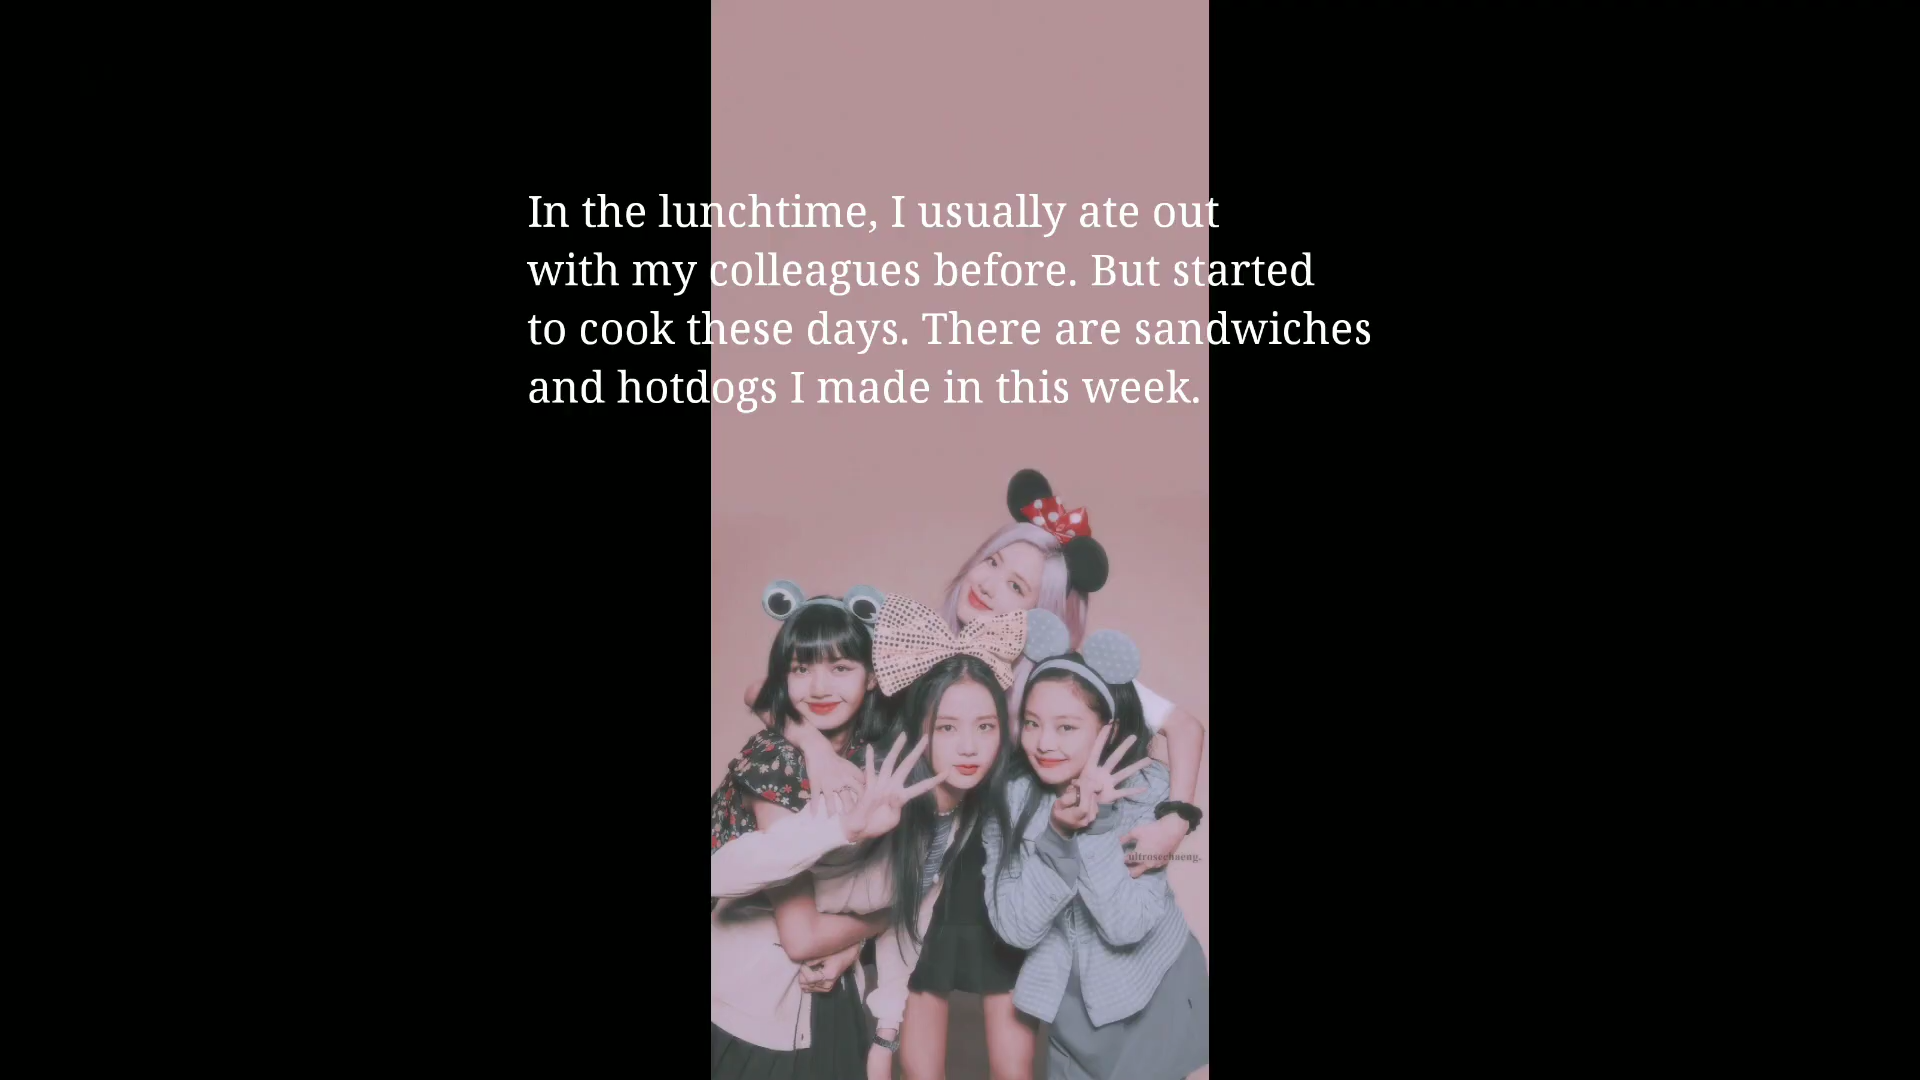 In the lunchtime, I usually ate out
with my colleagues before. But started
to cook these days. There are sandwiches
and hotdogs I made in this week.
ultrosechaeng.